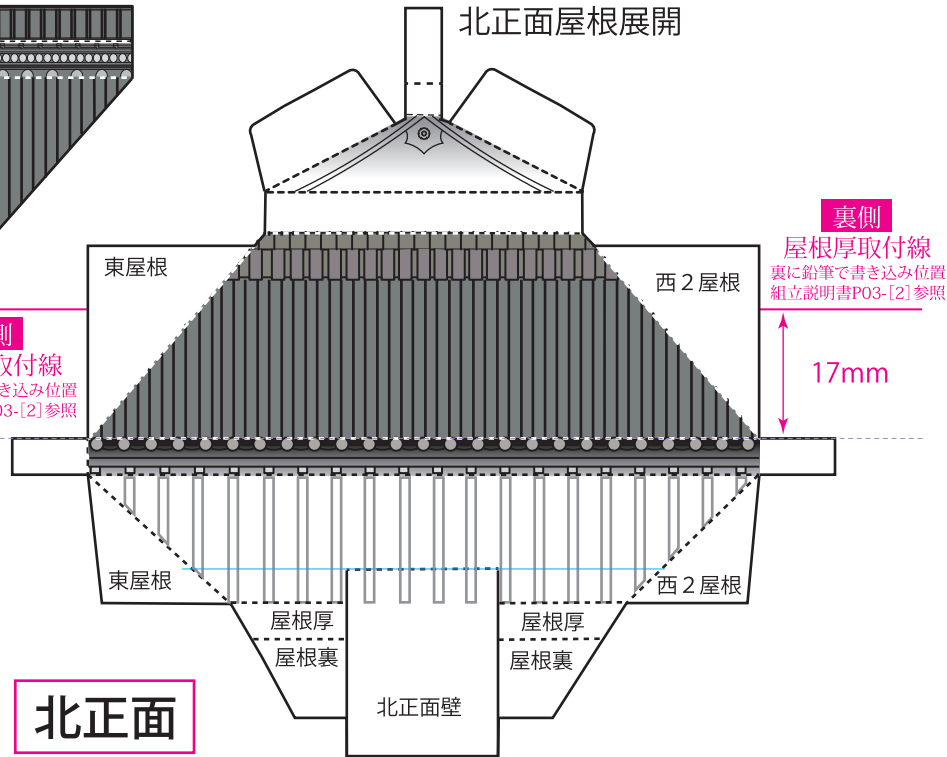 北正面屋根展開
裏側
屋根厚取付線
裏に鉛筆で書き込み位置
組立説明書P03-[2]参照
東屋根
西2屋根
側
取付線
き込み位置
03-[2]参照
17mm
東屋根
西2屋根
屋根厚
屋根厚
屋根裏
屋根裏
北正面壁
北正面